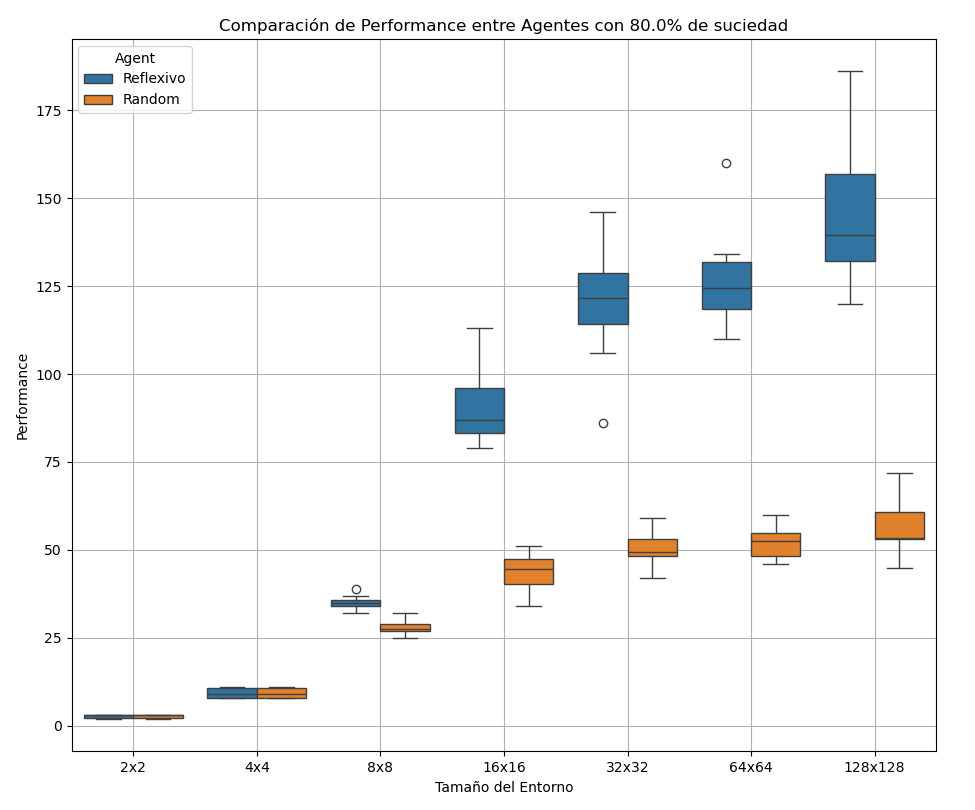 Comparación de Performance entre Agentes con 80.0% de suciedad
Agent
Reflexivo
Random
Performance
175
150
125
100
75
50
25
0
2x2
4x4
8x8
16x16
32x32
64x64
128x128
Tamaño del Entorno